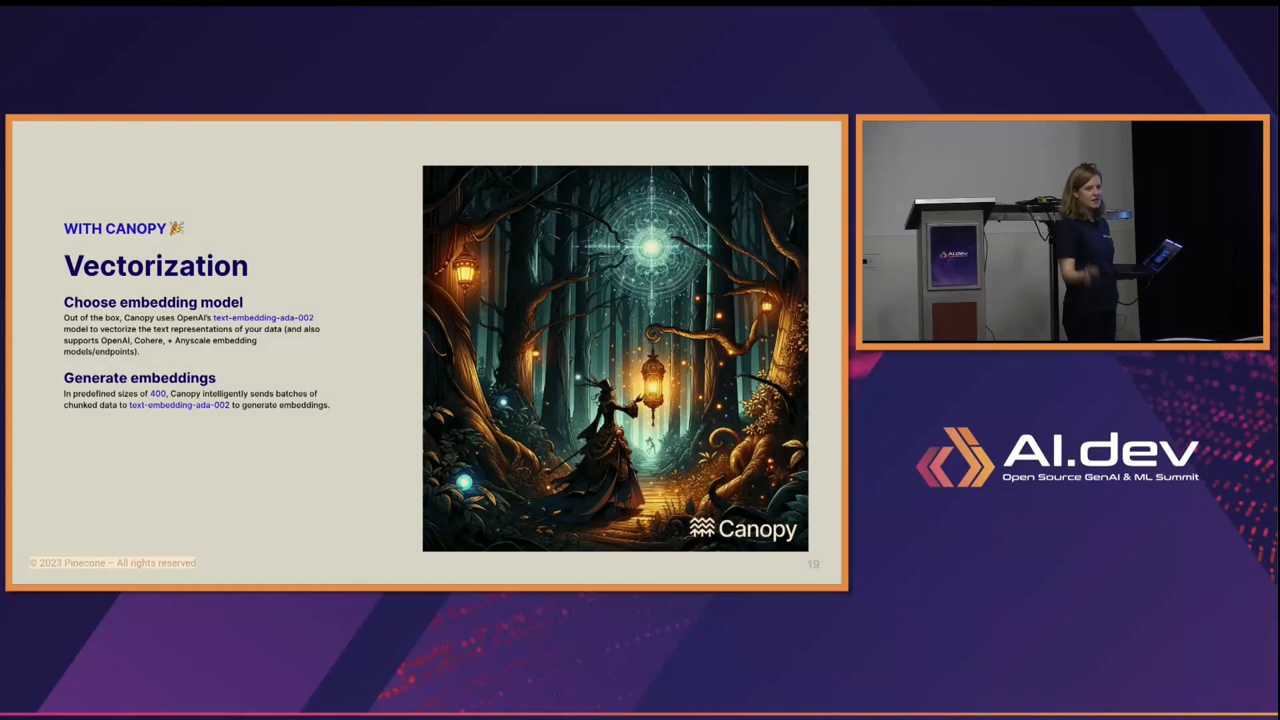 WITH CANOPY 🎉
Vectorization
Choose embedding model
Out of the box, Canopy uses OpenAI's text-embedding-ada-002
model to vectorize the text representations of your data (and also
supports OpenAI, Cohere, + Anyscale embedding
models/endpoints).
Generate embeddings
In predefined sizes of 400, Canopy intelligently sends batches of
chunked data to text-embedding-ada-002 to generate embeddings.
Canopy
© 2023 Pinecone – All rights reserved
19
AI.dev
AI.dev
Open Source GenAI & ML Summit